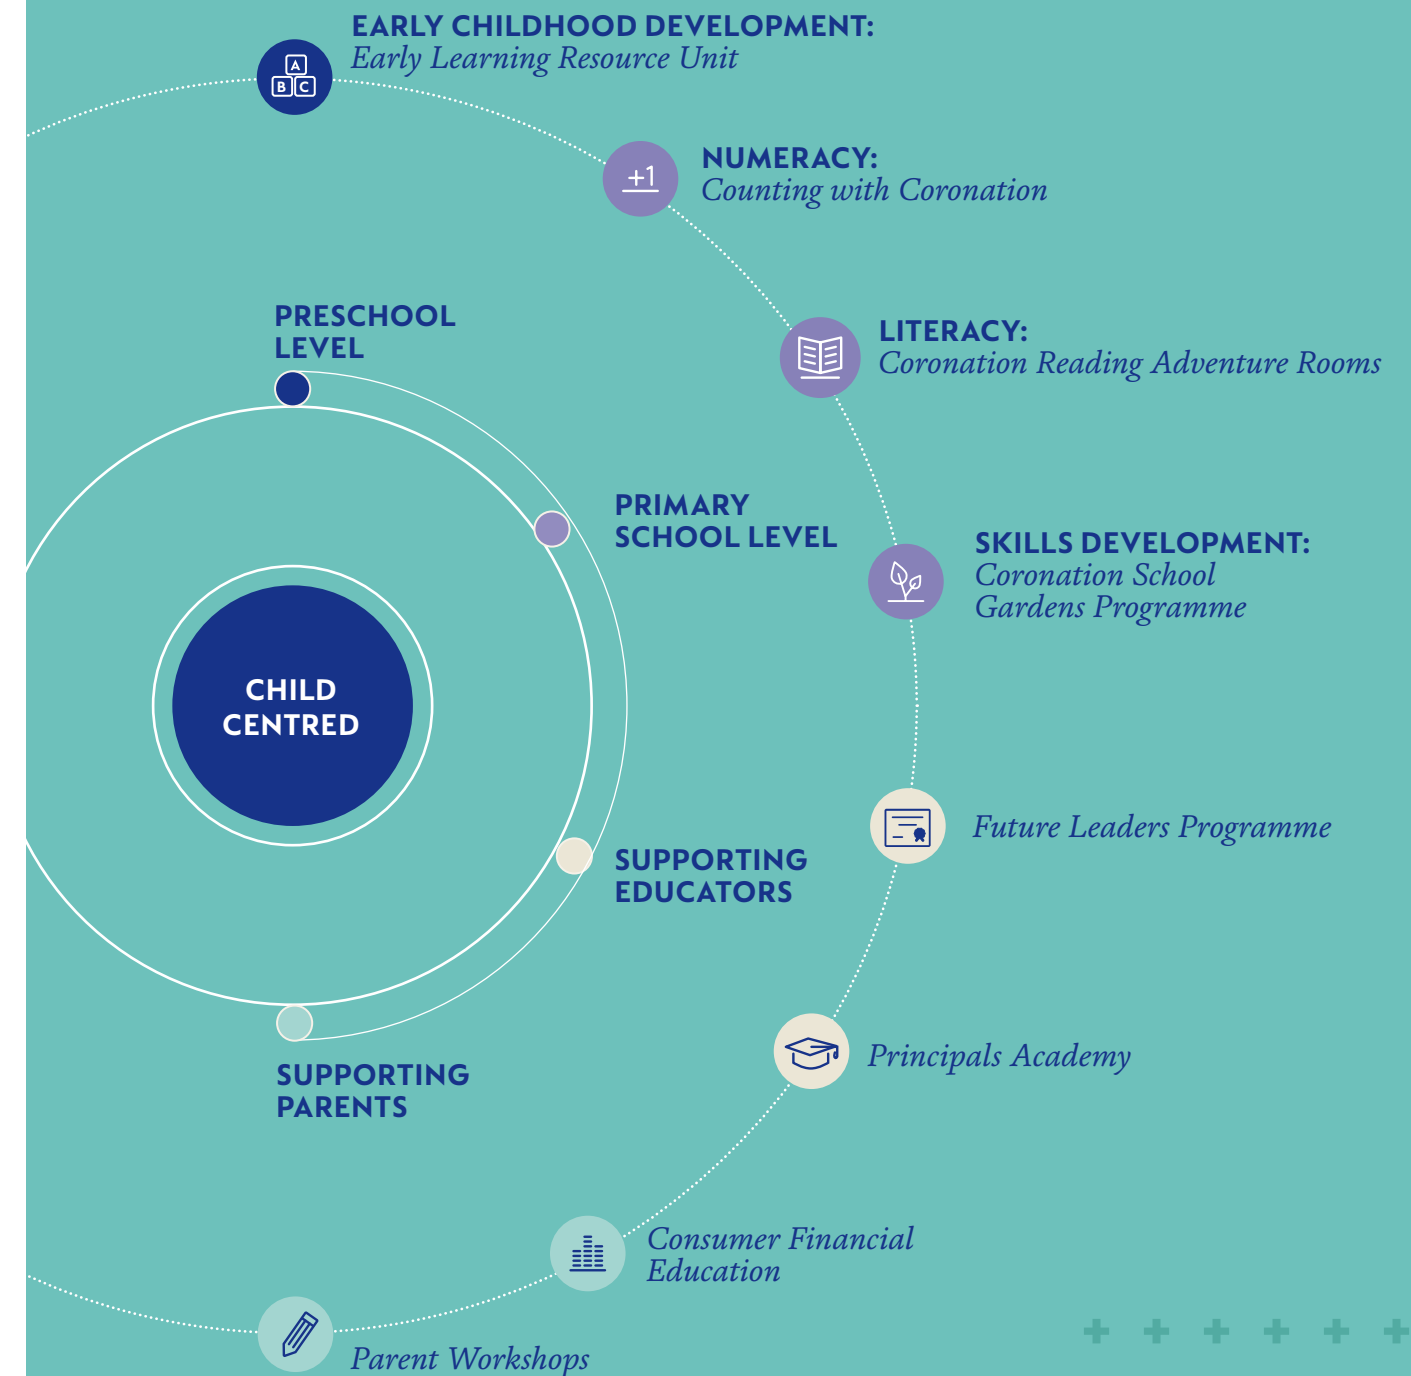 EARLY CHILDHOOD DEVELOPMENT:
Early Learning Resource Unit
A
B C
NUMERACY:
Counting with Coronation
+1
LITERACY:
Coronation Reading Adventure Rooms
PRESCHOOL
LEVEL
PRIMARY
SCHOOL LEVEL
SKILLS DEVELOPMENT:
Coronation School
Gardens Programme
CHILD
CENTRED
Future Leaders Programme
SUPPORTING
EDUCATORS
Principals Academy
SUPPORTING
PARENTS
Consumer Financial
Education
Parent Workshops